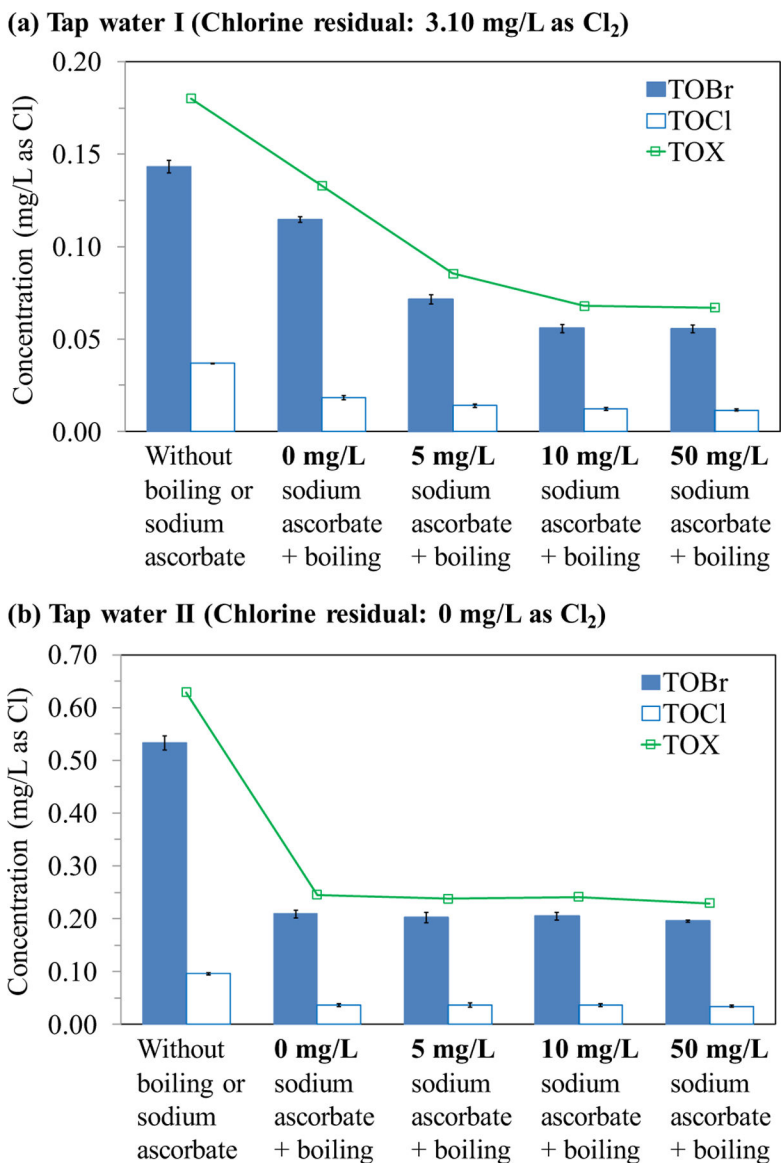 (a) Tap water I (Chlorine residual: 3.10 mg/L as Cl₂)
0.20
0.15
0.10
0.05
0.00
Concentration (mg/L as Cl)
TOBr
TOCl
TOX
Without boiling or sodium ascorbate
0 mg/L sodium ascorbate + boiling
5 mg/L sodium ascorbate + boiling
10 mg/L sodium ascorbate + boiling
50 mg/L sodium ascorbate + boiling
(b) Tap water II (Chlorine residual: 0 mg/L as Cl₂)
0.70
0.60
0.50
0.40
0.30
0.20
0.10
0.00
Concentration (mg/L as Cl)
TOBr
TOCl
TOX
Without boiling or sodium ascorbate
0 mg/L sodium ascorbate + boiling
5 mg/L sodium ascorbate + boiling
10 mg/L sodium ascorbate + boiling
50 mg/L sodium ascorbate + boiling